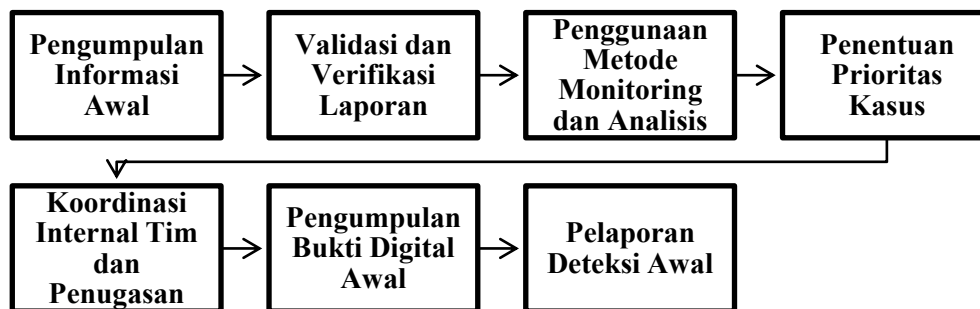 Pengumpulan
Informasi
Awal
Validasi dan
Verifikasi
Laporan
Penggunaan
Metode
Monitoring
dan Analisis
Penentuan
Prioritas
Kasus
Koordinasi
Internal Tim
dan
Penugasan
Pengumpulan
Bukti Digital
Awal
Pelaporan
Deteksi Awal